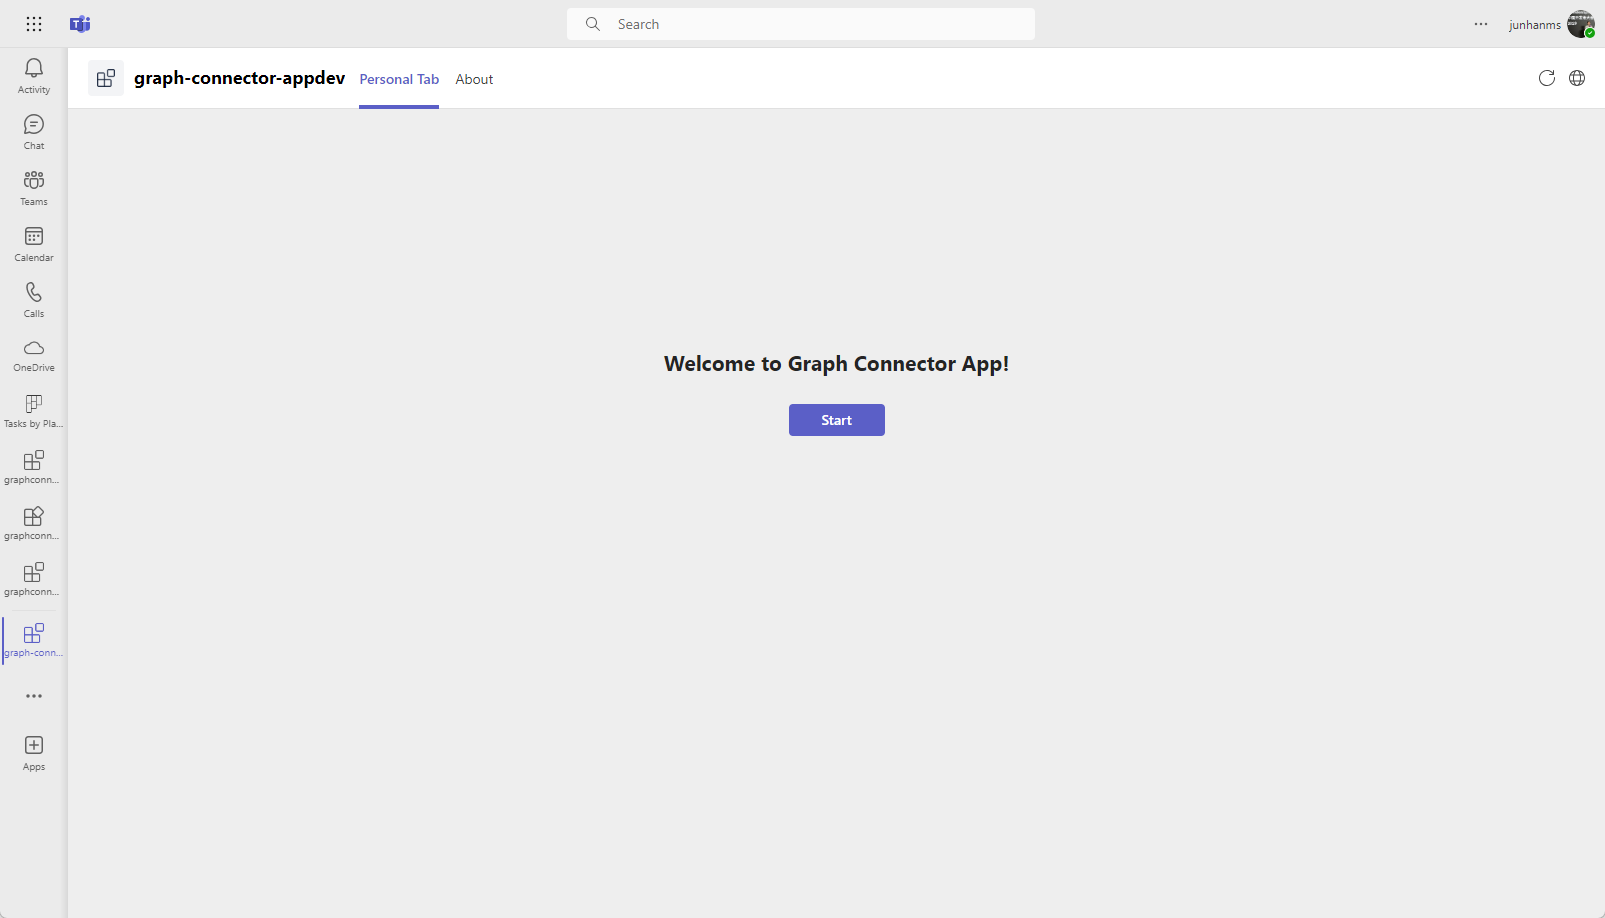 Search
junhanms
graph-connector-appdev
Personal Tab
About
Activity
Chat
Teams
Calendar
Calls
OneDrive
Tasks by Pla...
graphconn...
graphconn...
graphconn...
graph-conn...
Apps
Welcome to Graph Connector App!
Start